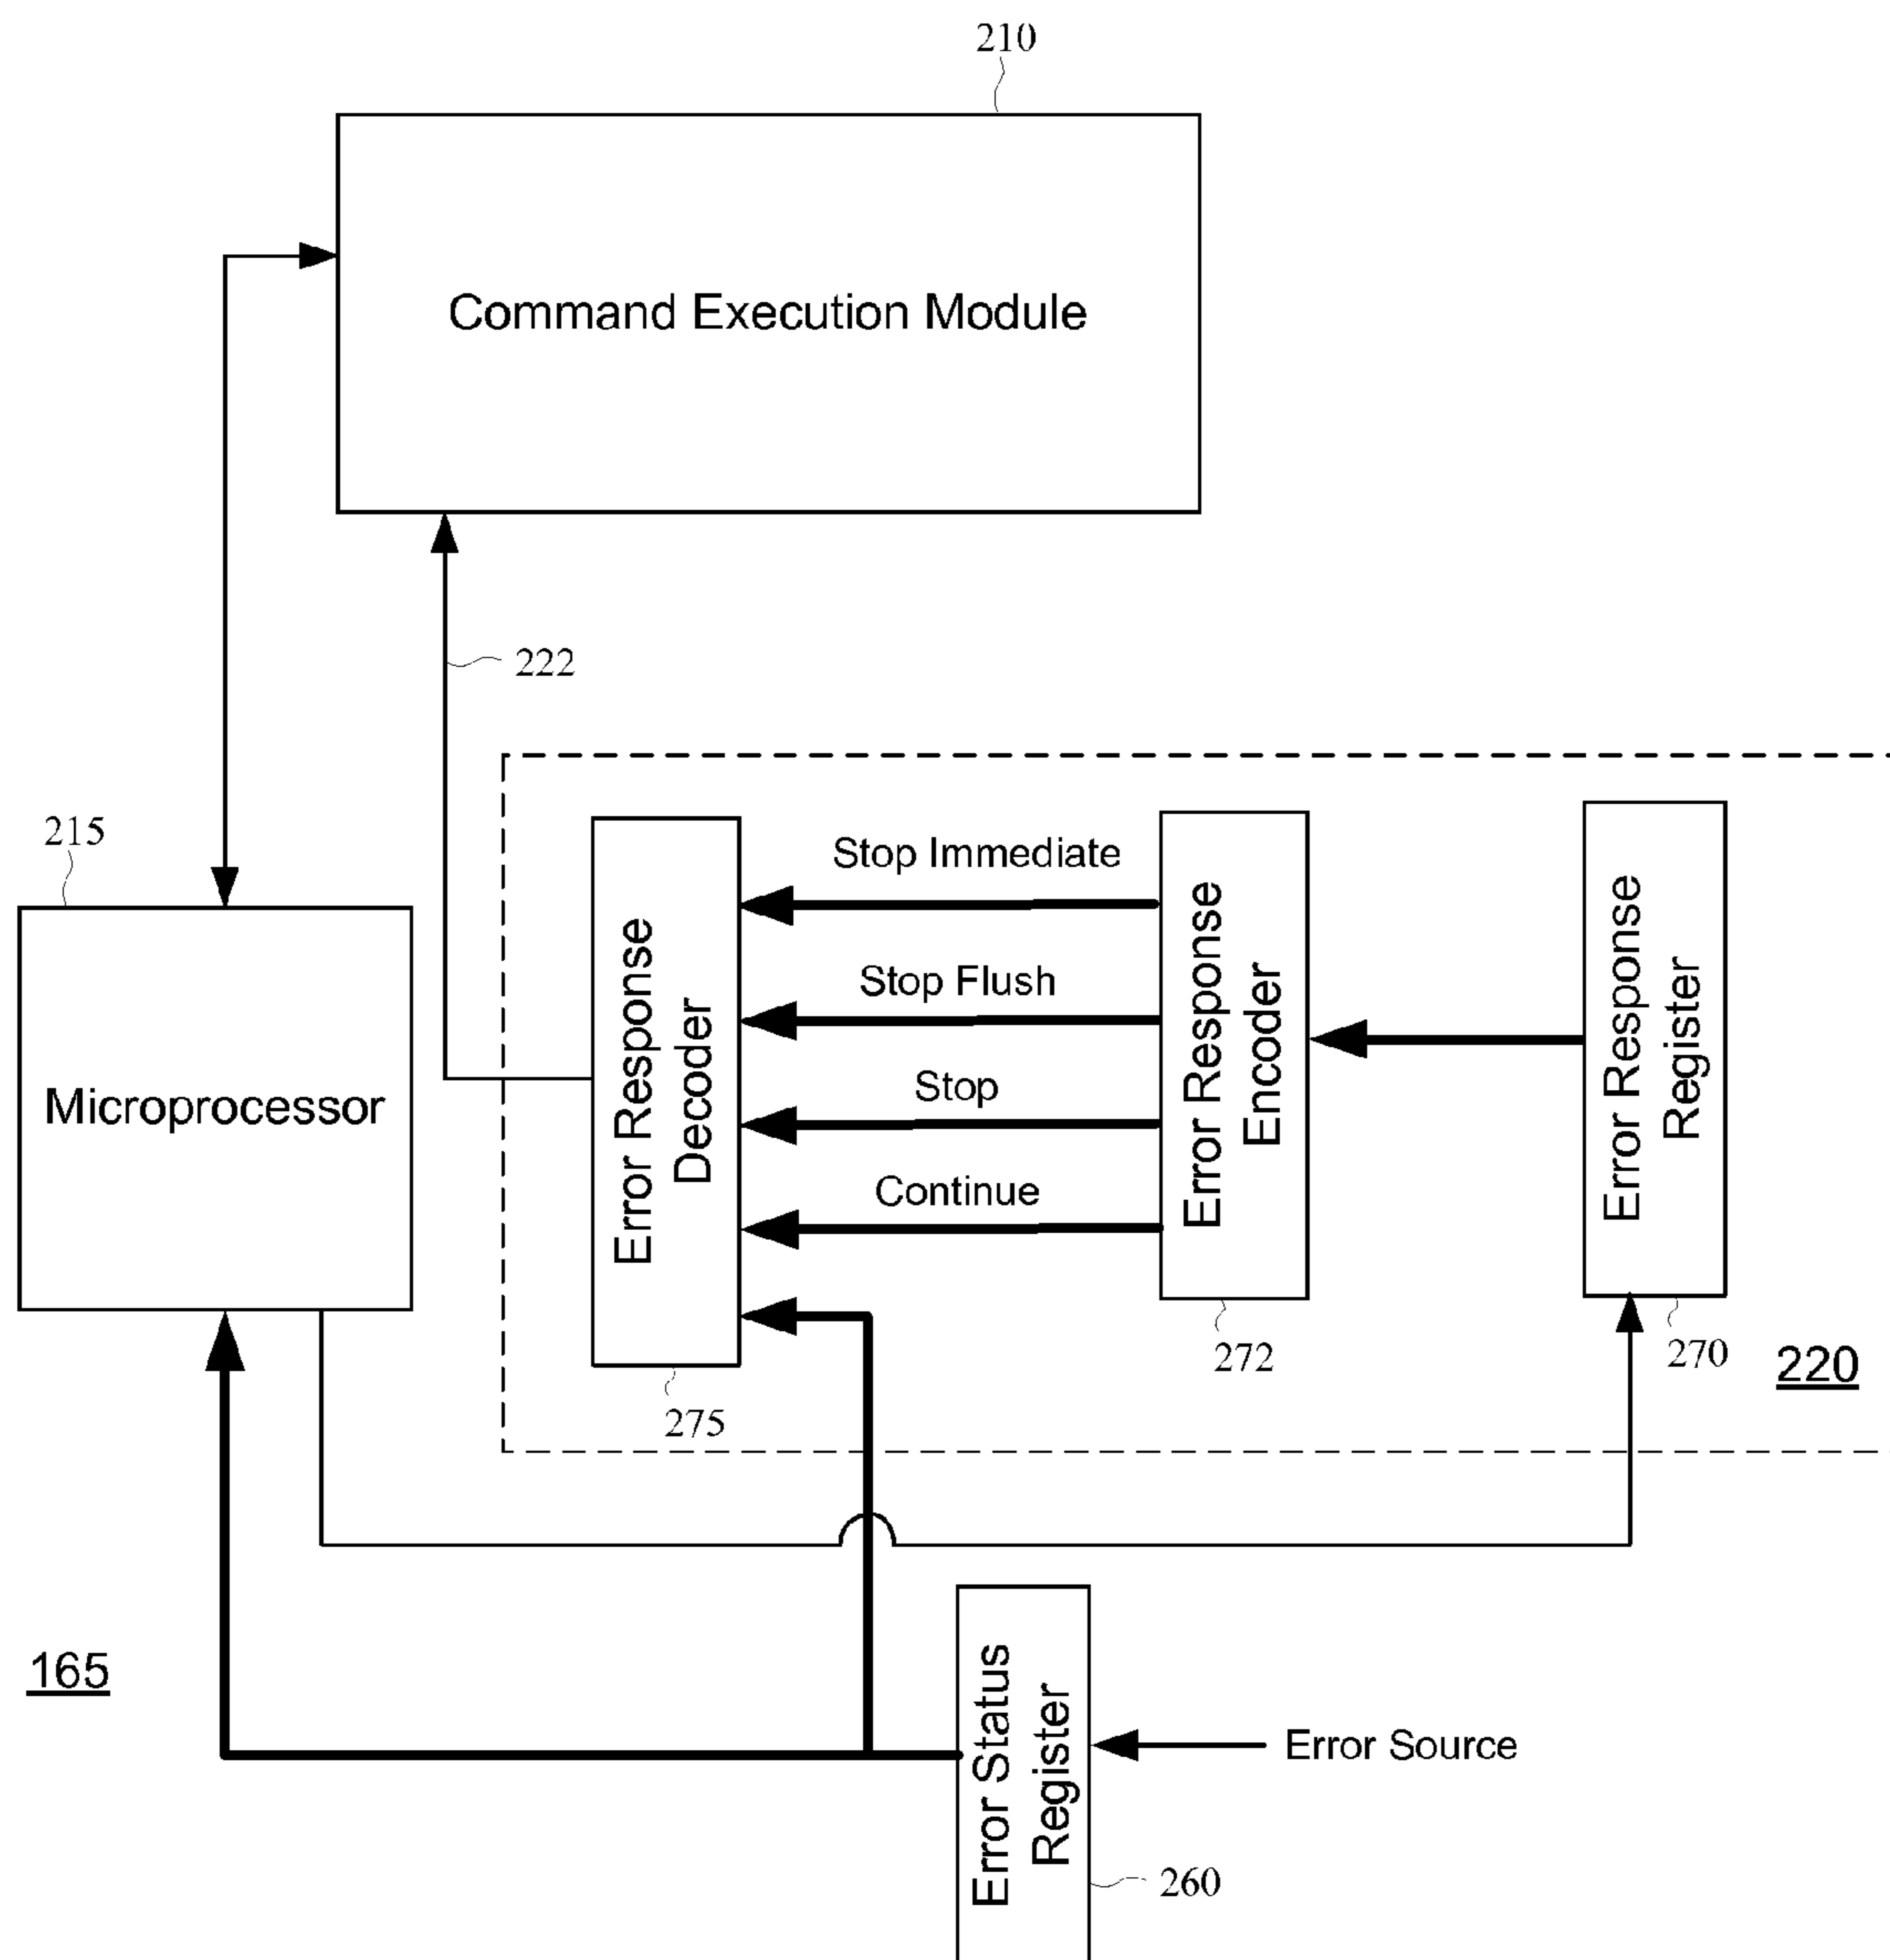 210
Command Execution Module
222
215
Microprocessor
Stop Immediate
Stop Flush
Stop
Continue
Error Response
Decoder
Error Response
Encoder
Error Response
Register
275
272
270
220
165
Error Status
Register
Error Source
260